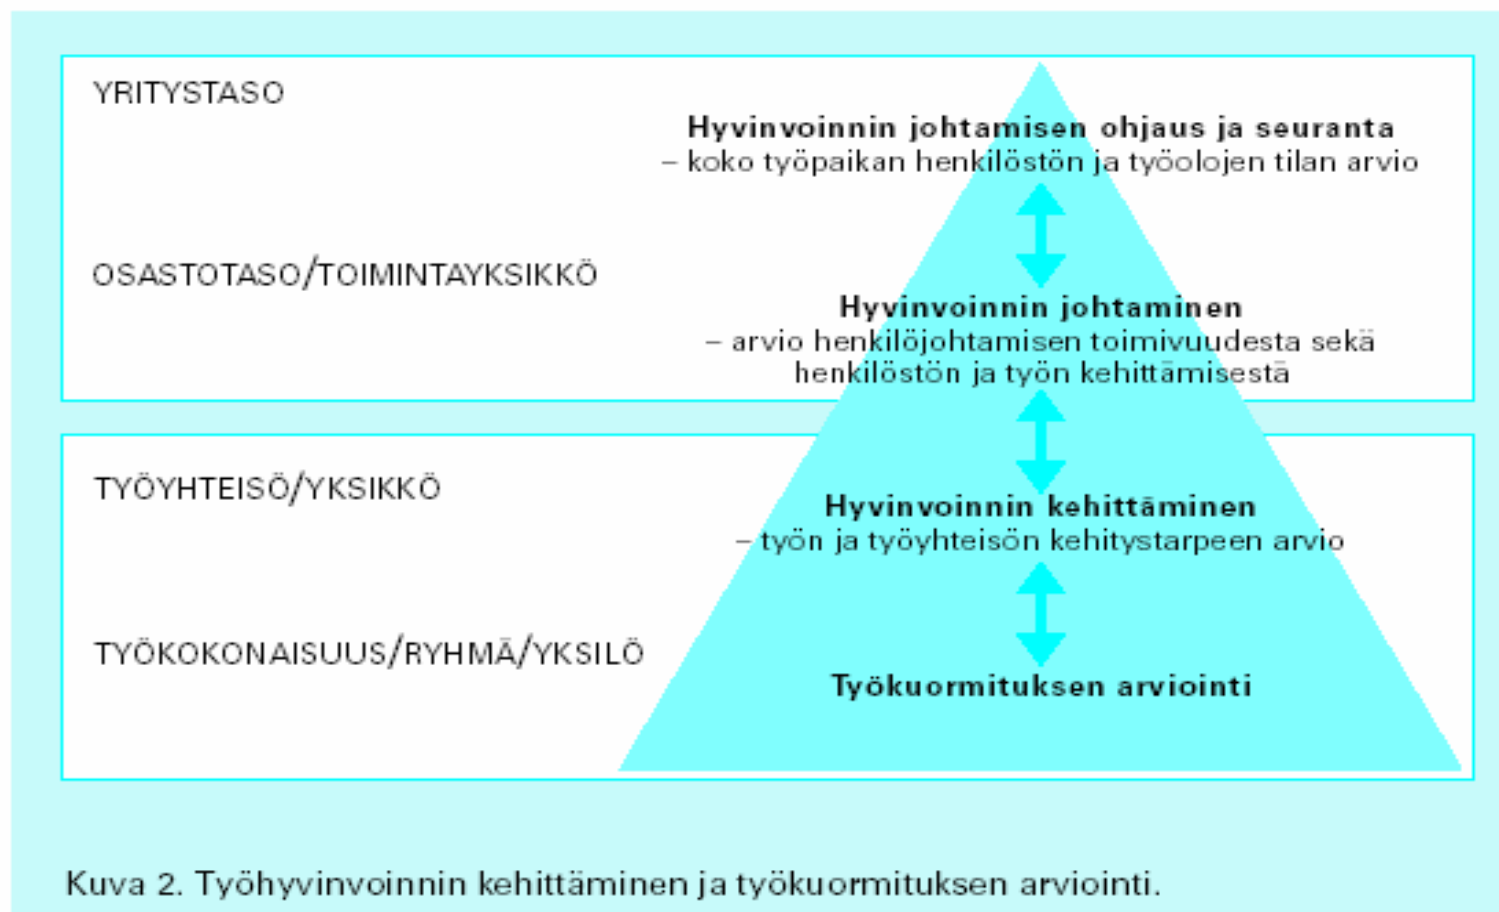 YRITYSTASO
Hyvinvoinnin johtamisen ohjaus ja seuranta
– koko työpaikan henkilöstön ja työolojen tilan arvio
OSASTOTASO/TOIMINTAYKSIKKÖ
Hyvinvoinnin johtaminen
– arvio henkilöjohtamisen toimivuudesta sekä
henkilöstön ja työn kehittämisestä
TYÖYHTEISÖ/YKSIKKÖ
Hyvinvoinnin kehittäminen
– työn ja työyhteisön kehitystarpeen arvio
TYÖKOKONAISUUS/RYHMÄ/YKSILÖ
Työkuormituksen arviointi
Kuva 2. Työhyvinvoinnin kehittäminen ja työkuormituksen arviointi.